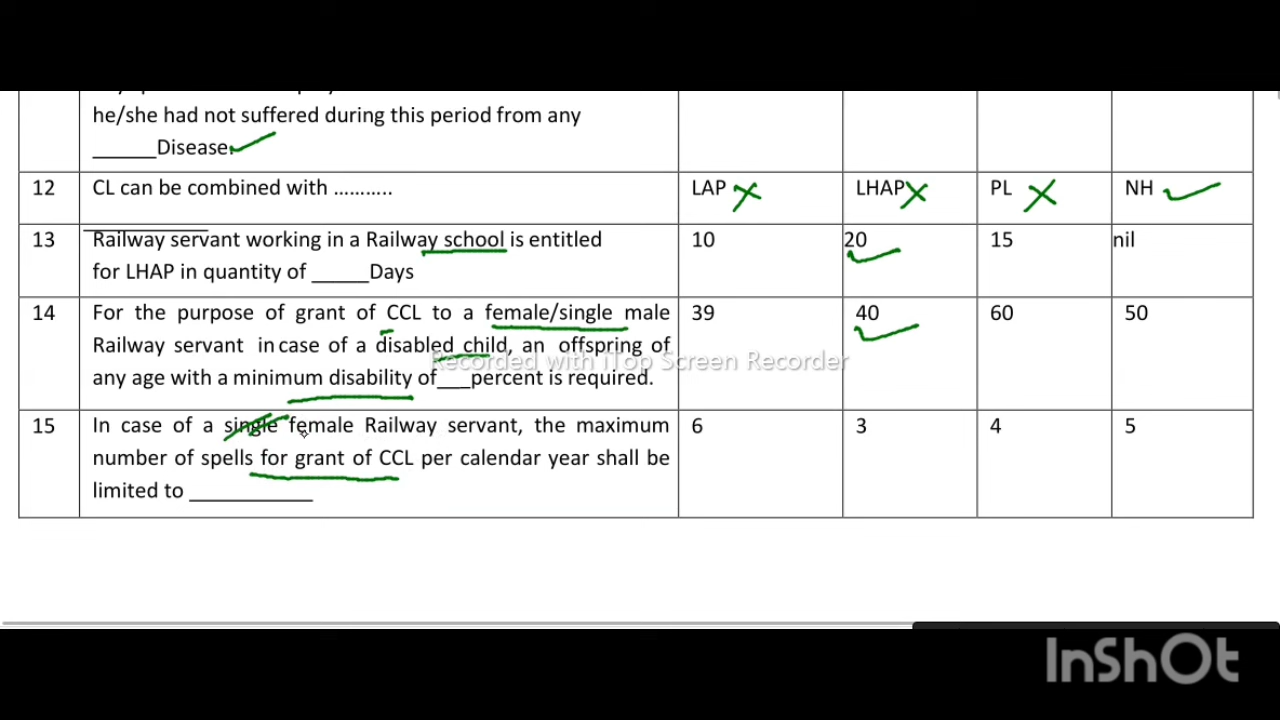 he/she had not suffered during this period from any
______Disease.
12 CL can be combined with ……….. LAP LHAP PL NH
13 Railway servant working in a Railway school is entitled 10 20 15 nil
for LHAP in quantity of _____Days
14 For the purpose of grant of CCL to a female/single male 39 40 60 50
Railway servant in case of a disabled child, an offspring of
any age with a minimum disability of___percent is required.
Recorded with iTop Screen Recorder
15 In case of a single female Railway servant, the maximum 6 3 4 5
number of spells for grant of CCL per calendar year shall be
limited to ____________
InShOt